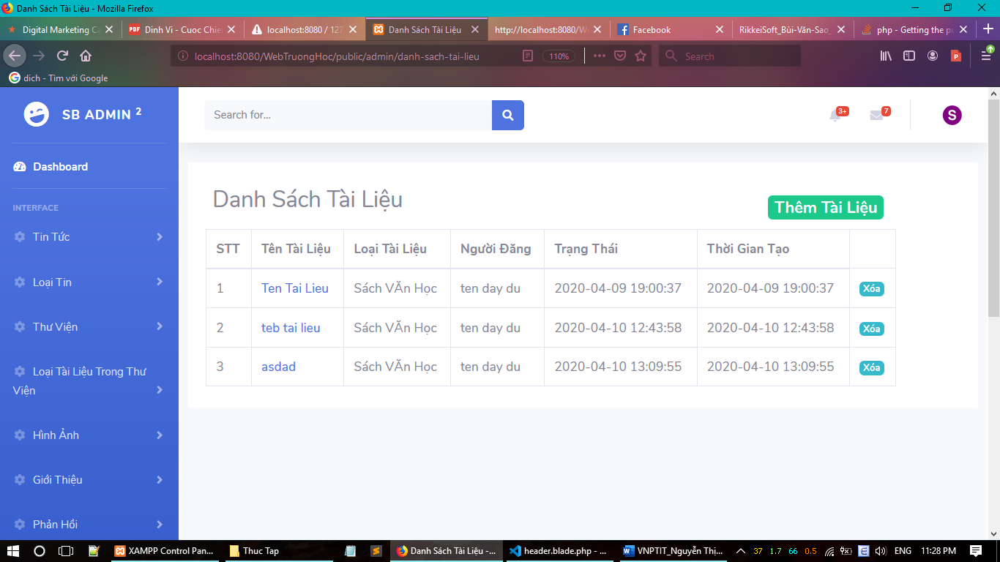 Danh Sách Tài Liệu - Mozilla Firefox
Digital Marketing Ca
PDF Dinh Vi - Cuoc Chie
localhost:8080 / 127
Danh Sách Tài Liệu
http://localhost:8080/We
Facebook
RikkeiSoft_Bùi-Văn-Sao_
php - Getting the pu
localhost:8080/WebTruongHoc/public/admin/danh-sach-tai-lieu
110%
Search
dich - Tìm với Google
SB ADMIN 2
Search for...
3+
7
S
Dashboard
INTERFACE
Tin Tức
Loại Tin
Thư Viện
Loại Tài Liệu Trong Thư
Viện
Hình Ảnh
Giới Thiệu
Phản Hồi
Danh Sách Tài Liệu
Thêm Tài Liệu
STT Tên Tài Liệu Loại Tài Liệu Người Đăng Trạng Thái Thời Gian Tạo
1 Ten Tai Lieu Sách VĂn Học ten day du 2020-04-09 19:00:37 2020-04-09 19:00:37 Xóa
2 teb tai lieu Sách VĂn Học ten day du 2020-04-10 12:43:58 2020-04-10 12:43:58 Xóa
3 asdad Sách VĂn Học ten day du 2020-04-10 13:09:55 2020-04-10 13:09:55 Xóa
XAMPP Control Pan...
Thuc Tap
Danh Sách Tài Liệu -...
header.blade.php - ...
VNPTIT_Nguyễn Thị...
37 1.7 66 0.5
ENG
11:28 PM